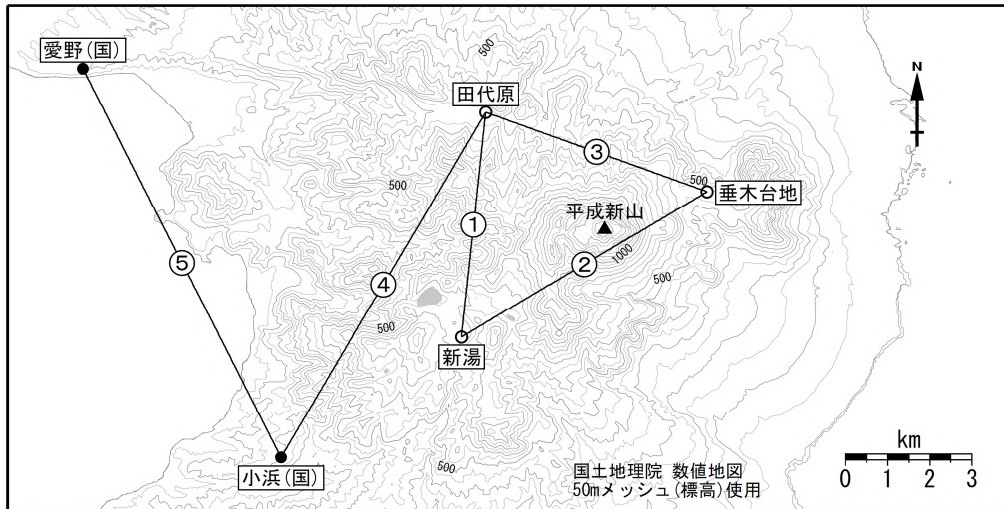 愛野(国)
500
N
田代原
③
500
500
垂木台地
平成新山
①
⑤
②
1000
500
④
500
新湯
km
小浜(国)
500
国土地理院 数値地図
50mメッシュ(標高)使用
0 1 2 3